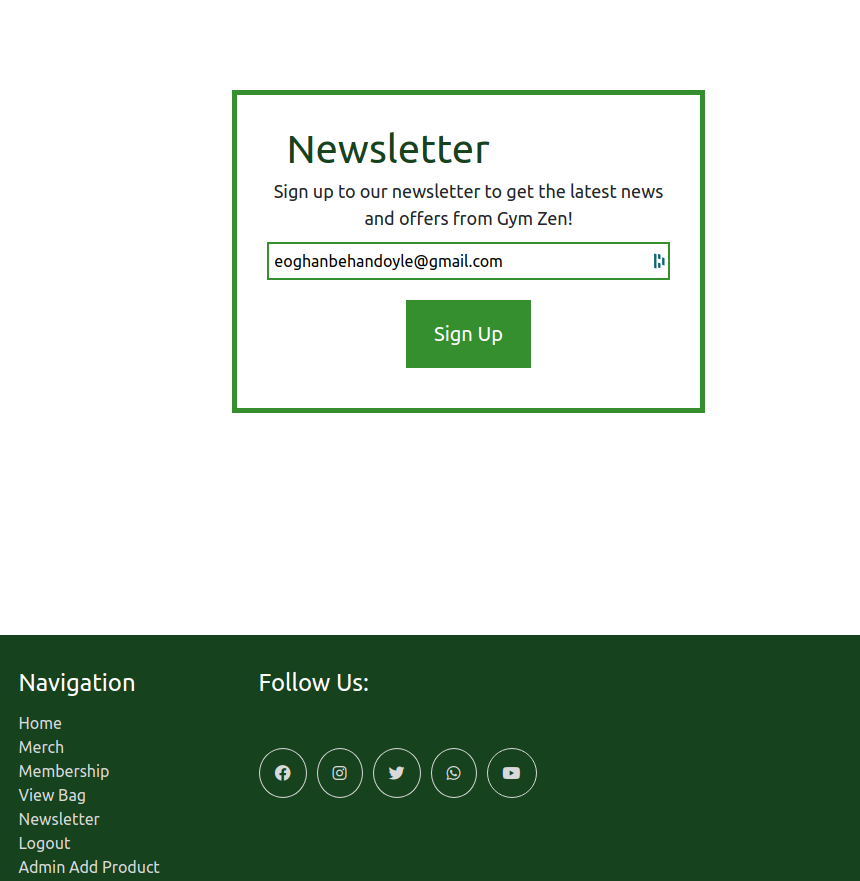 Newsletter
Sign up to our newsletter to get the latest news
and offers from Gym Zen!
eoghanbehandoyle@gmail.com
Sign Up
Navigation
Home
Merch
Membership
View Bag
Newsletter
Logout
Admin Add Product
Follow Us: